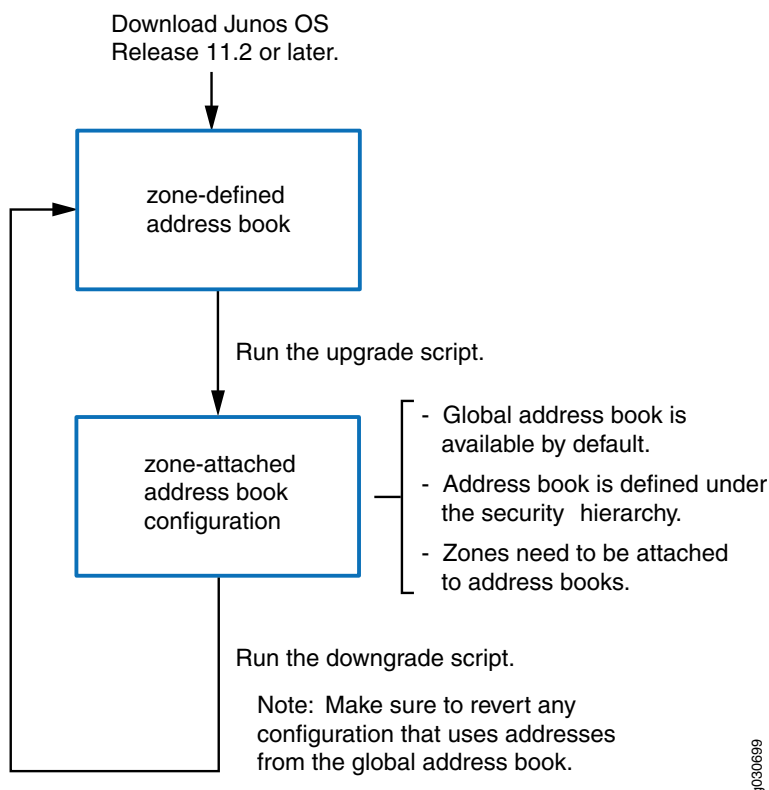 Download Junos OS
Release 11.2 or later.
zone-defined
address book
Run the upgrade script.
zone-attached
address book
configuration
- Global address book is
available by default.
- Address book is defined under
the security hierarchy.
- Zones need to be attached
to address books.
Run the downgrade script.
Note: Make sure to revert any
configuration that uses addresses
from the global address book.
g030699